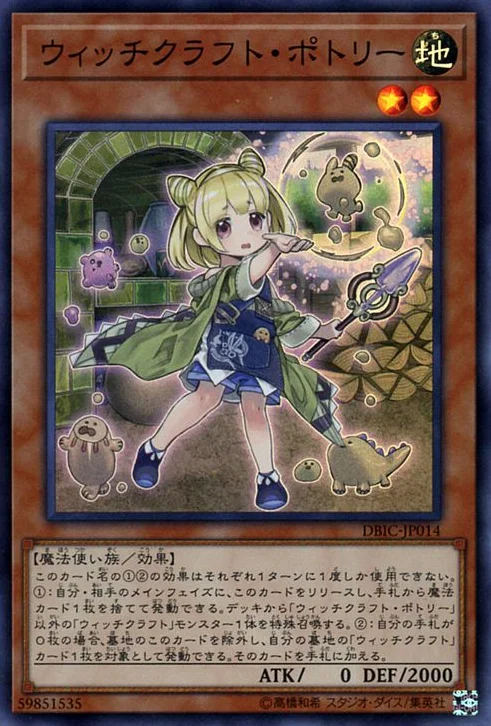 ウィッチクラフト・ポトリー
地
DBIC-JP014
【魔法使い族／効果】
このカード名の①②の効果はそれぞれ1ターンに1度しか使用できない。
①：自分・相手のメインフェイズに、このカードをリリースし、手札から魔法
カード1枚を捨てて発動できる。デッキから「ウィッチクラフト・ポトリー」
以外の「ウィッチクラフト」モンスター1体を特殊召喚する。②：自分の手札が
0枚の場合、墓地のこのカードを除外し、自分の墓地の「ウィッチクラフト」
カード1枚を対象として発動できる。そのカードを手札に加える。
ATK/ 0 DEF/2000
59851535 ©高橋和希 スタジオ・ダイス/集英社